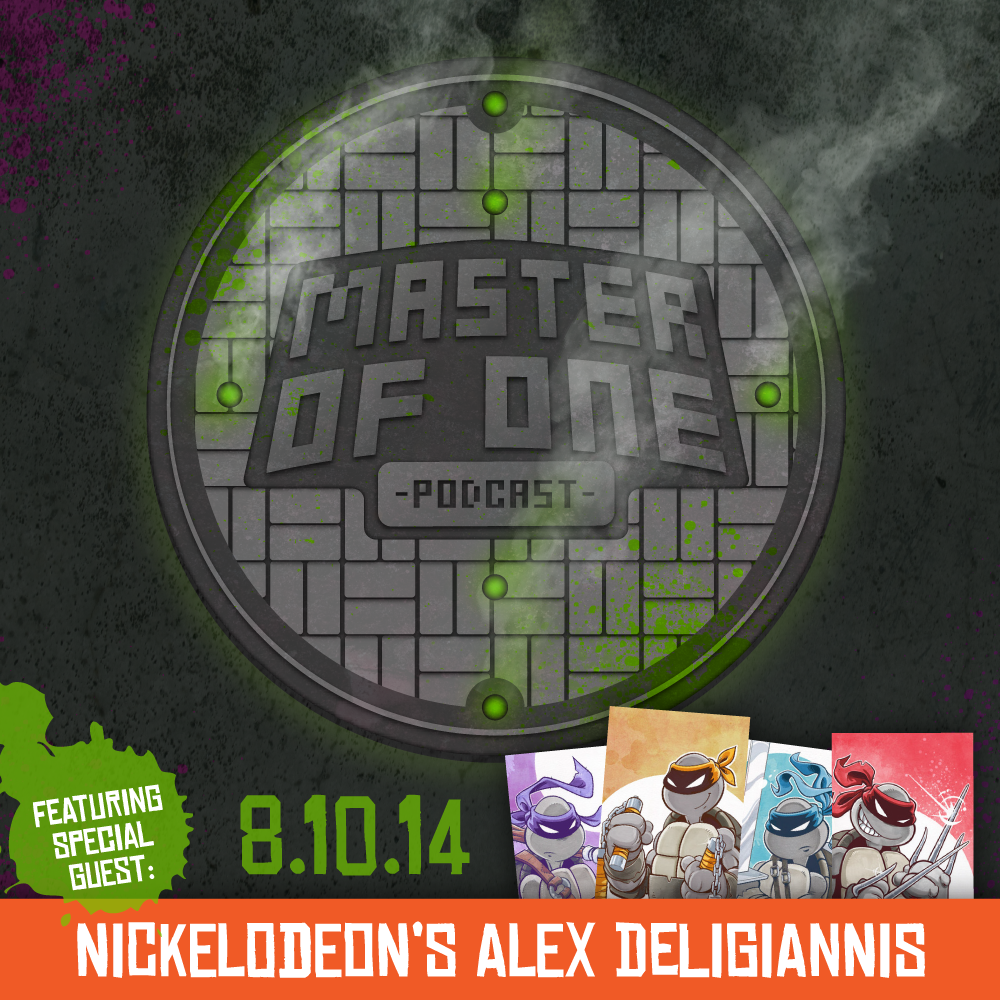 MASTER
OF ONE
-PODCAST-
FEATURING
SPECIAL
GUEST:
8.10.14
NICKELODEON'S ALEX DELIGIANNIS